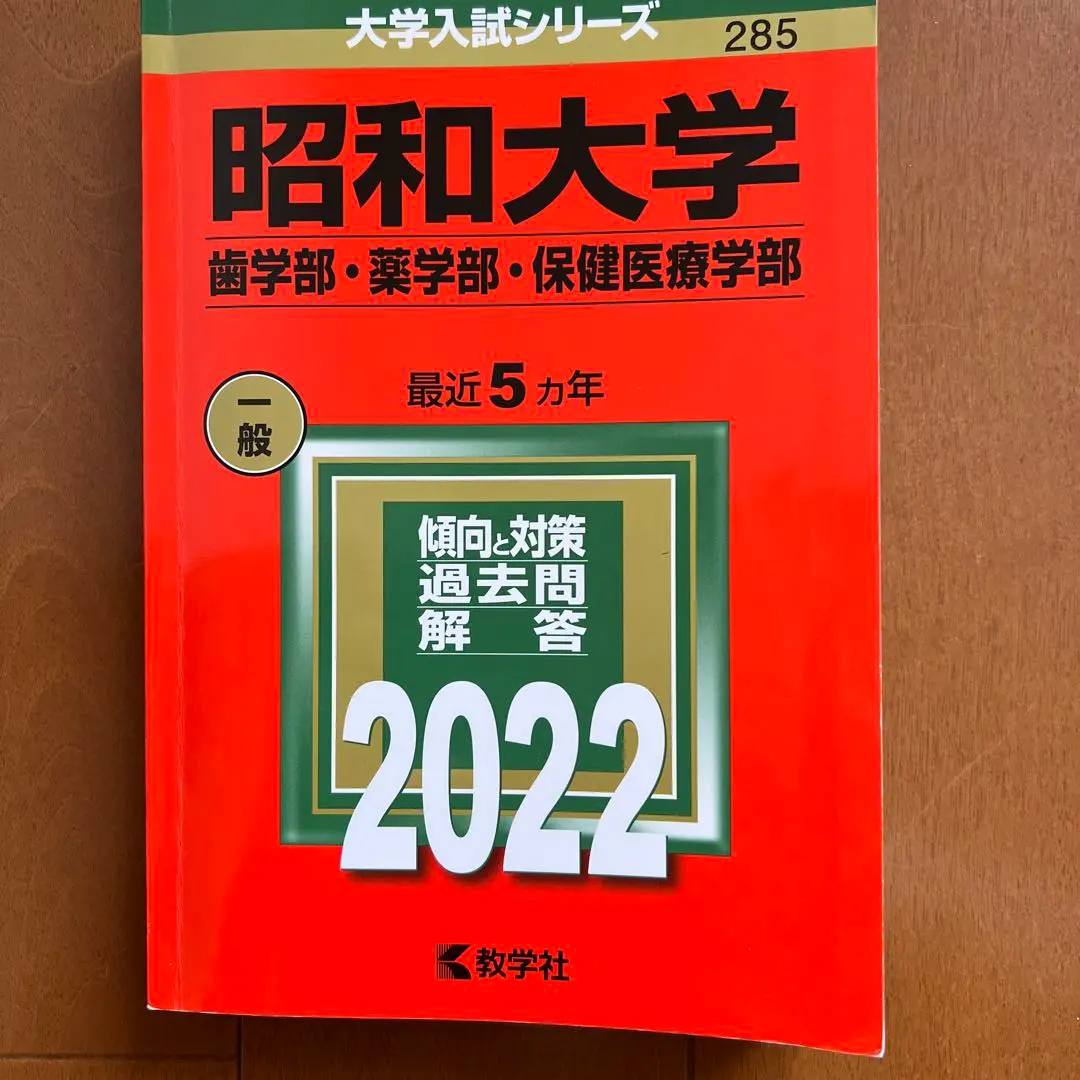 大学入試シリーズ
285
昭和大学
歯学部・薬学部・保健医療学部
最近5ヵ年
一般
傾向と対策
過去問
解答
2022
教学社